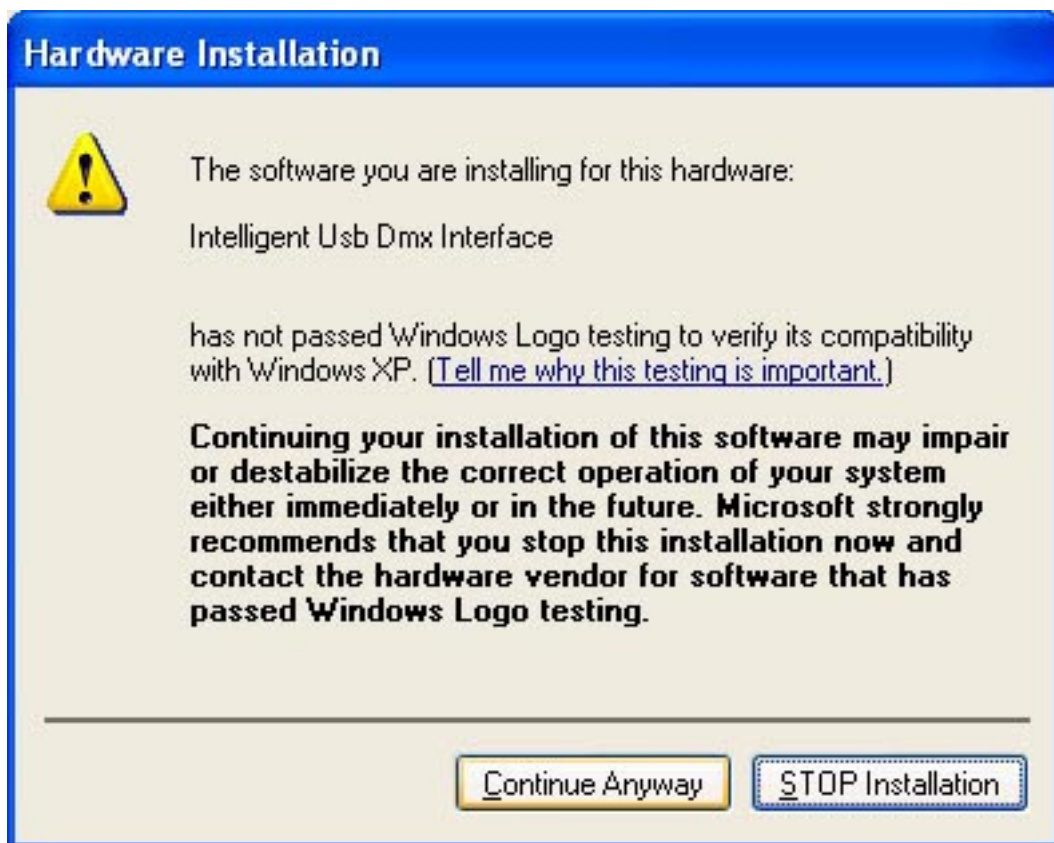 Hardware Installation
The software you are installing for this hardware:
Intelligent Usb Dmx Interface
has not passed Windows Logo testing to verify its compatibility
with Windows XP. (Tell me why this testing is important.)
Continuing your installation of this software may impair
or destabilize the correct operation of your system
either immediately or in the future. Microsoft strongly
recommends that you stop this installation now and
contact the hardware vendor for software that has
passed Windows Logo testing.
Continue Anyway
STOP Installation